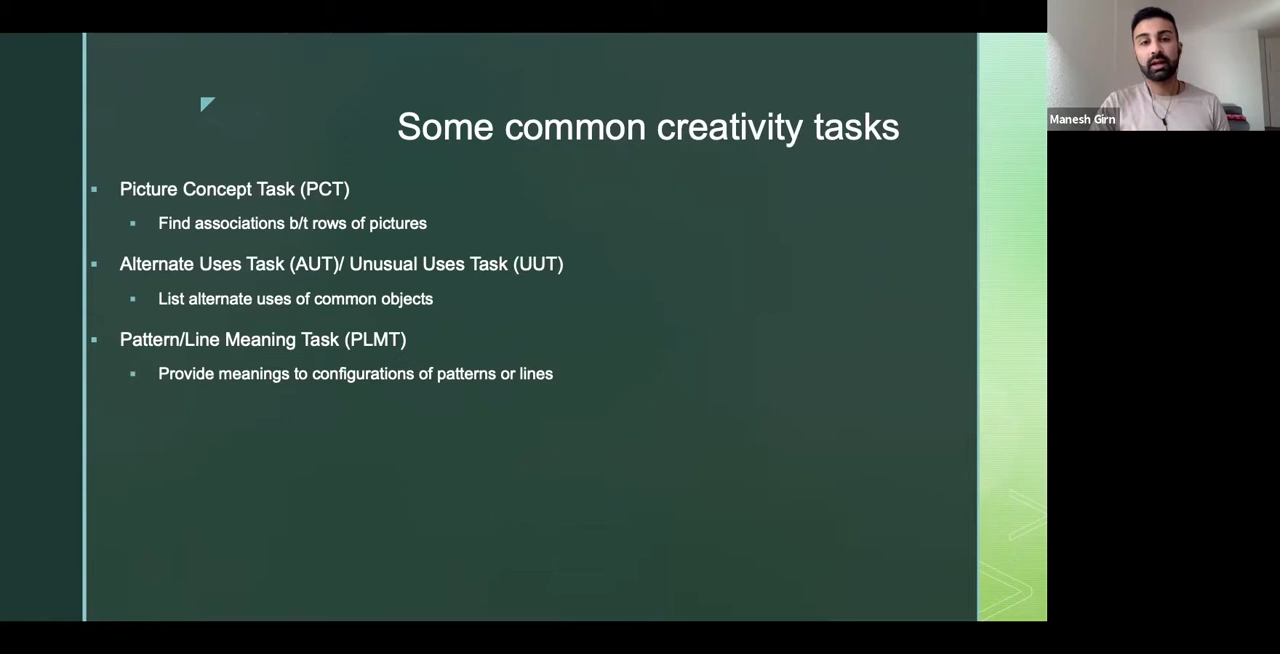 Some common creativity tasks
▪ Picture Concept Task (PCT)
▪ Find associations b/t rows of pictures
▪ Alternate Uses Task (AUT)/ Unusual Uses Task (UUT)
▪ List alternate uses of common objects
▪ Pattern/Line Meaning Task (PLMT)
▪ Provide meanings to configurations of patterns or lines
Manesh Girn